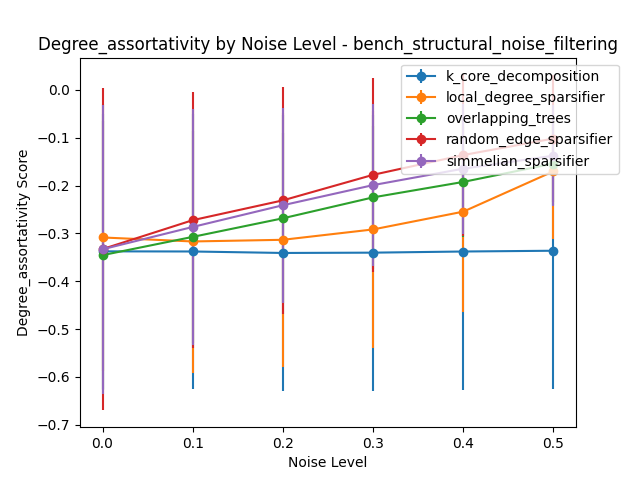 Degree_assortativity by Noise Level - bench_structural_noise_filtering
k_core_decomposition
local_degree_sparsifier
overlapping_trees
random_edge_sparsifier
simmelian_sparsifier
Degree_assortativity Score
0.0
−0.1
−0.2
−0.3
−0.4
−0.5
−0.6
−0.7
0.0 0.1 0.2 0.3 0.4 0.5
Noise Level